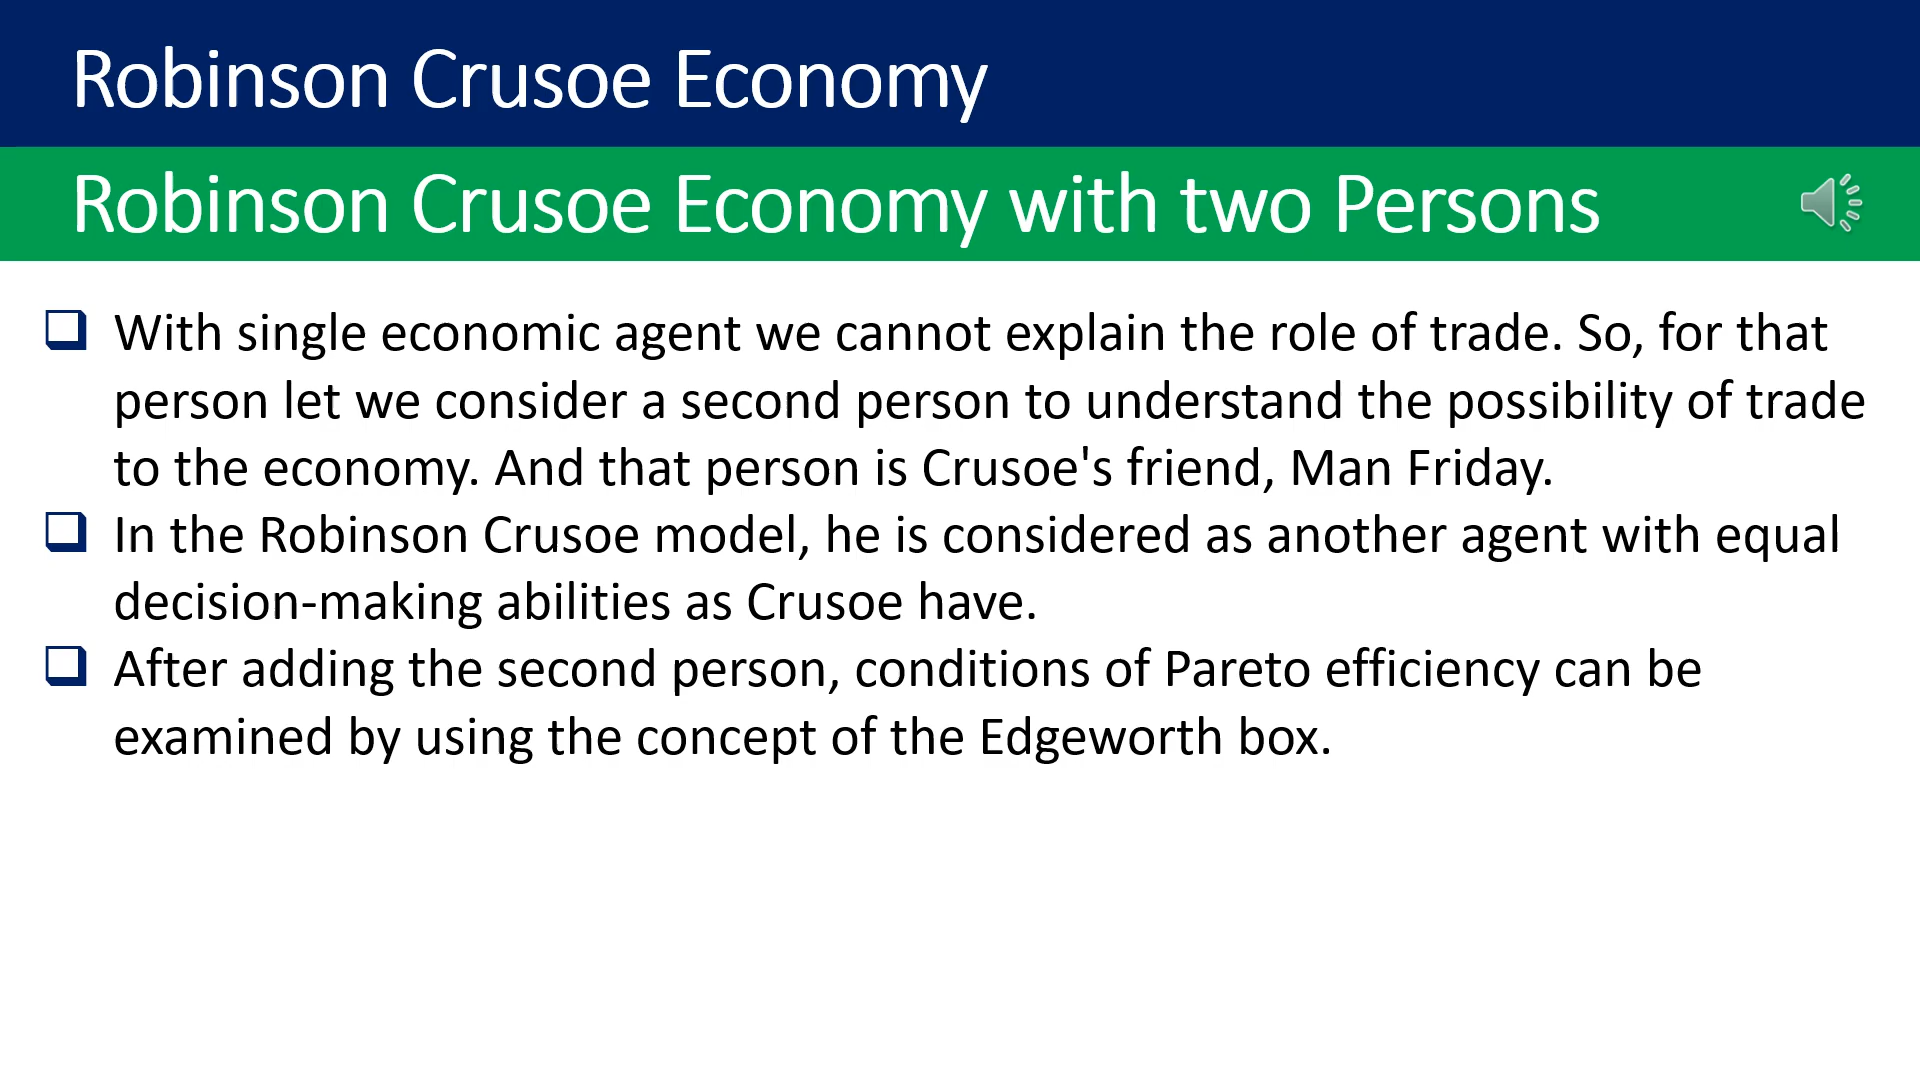 Robinson Crusoe Economy
Robinson Crusoe Economy with two Persons
With single economic agent we cannot explain the role of trade. So, for that
person let we consider a second person to understand the possibility of trade
to the economy. And that person is Crusoe's friend, Man Friday.
In the Robinson Crusoe model, he is considered as another agent with equal
decision-making abilities as Crusoe have.
After adding the second person, conditions of Pareto efficiency can be
examined by using the concept of the Edgeworth box.